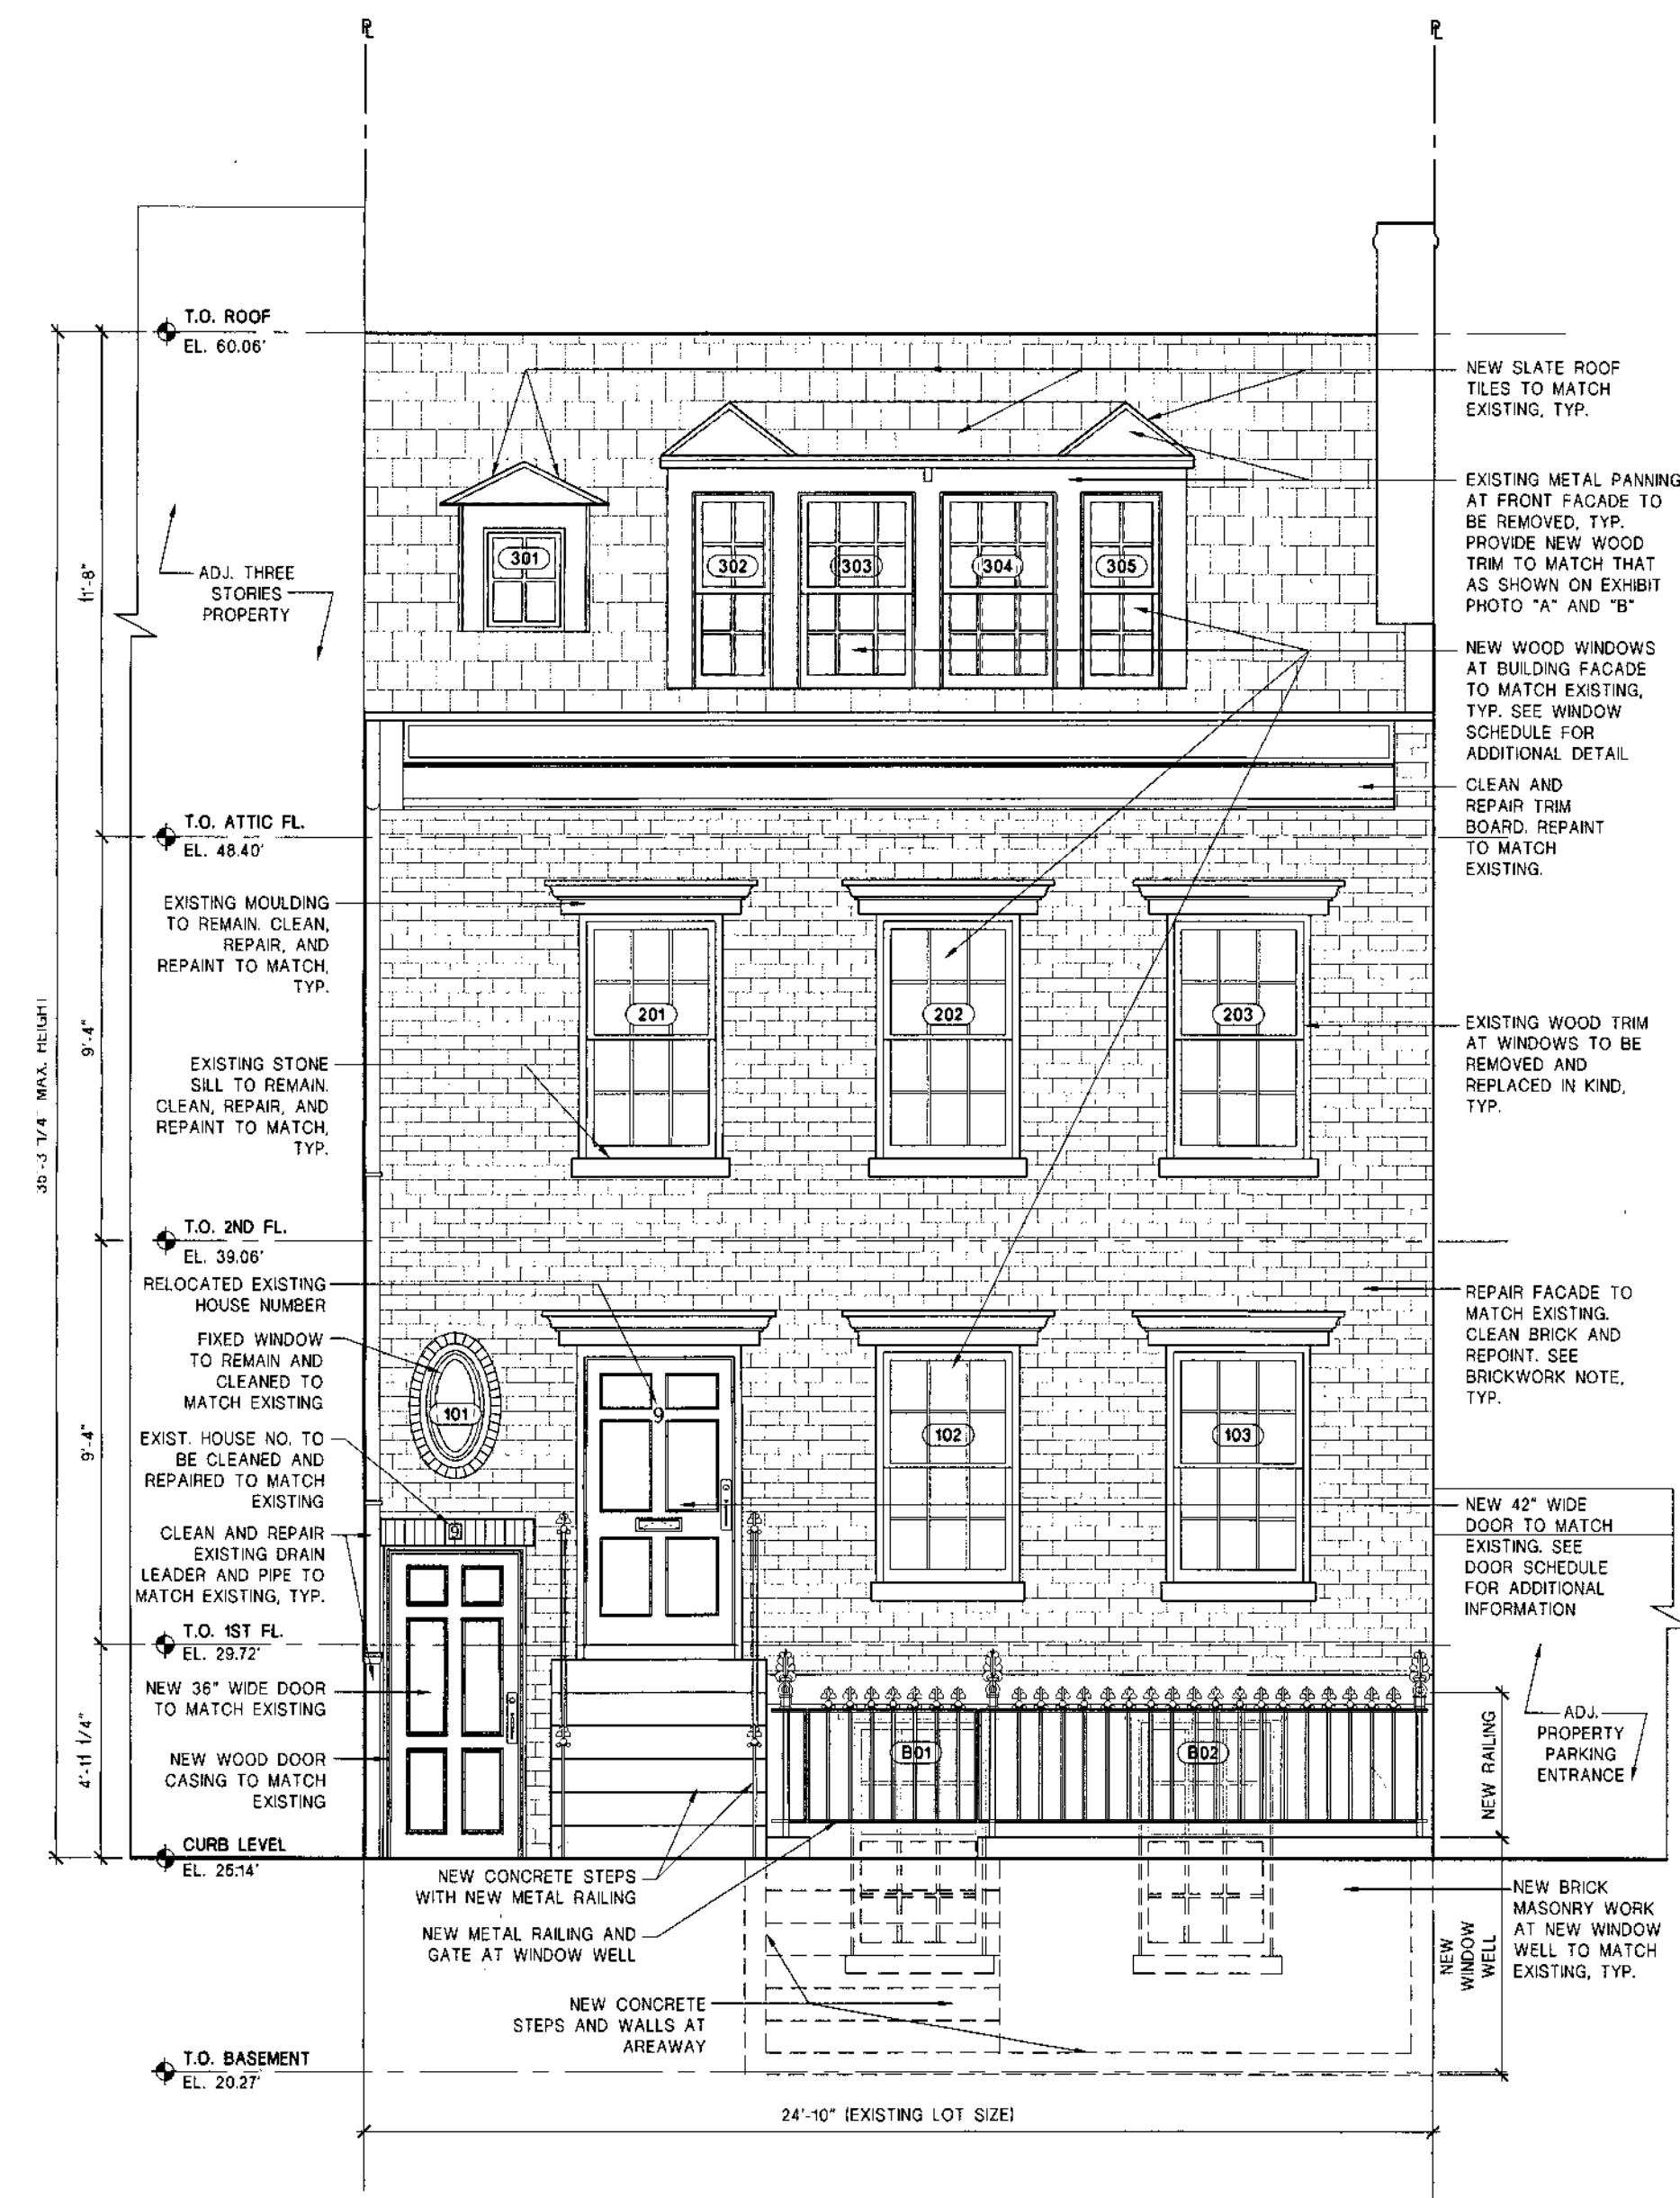 PL
PL
T.O. ROOF
EL. 60.06'
11'-8"
ADJ. THREE
STORIES
PROPERTY
301
302
303
304
305
NEW SLATE ROOF
TILES TO MATCH
EXISTING, TYP.
EXISTING METAL PANNING
AT FRONT FACADE TO
BE REMOVED, TYP.
PROVIDE NEW WOOD
TRIM TO MATCH THAT
AS SHOWN ON EXHIBIT
PHOTO "A" AND "B"
NEW WOOD WINDOWS
AT BUILDING FACADE
TO MATCH EXISTING,
TYP. SEE WINDOW
SCHEDULE FOR
ADDITIONAL DETAIL
CLEAN AND
REPAIR TRIM
BOARD. REPAINT
TO MATCH
EXISTING.
T.O. ATTIC FL.
EL. 48.40'
EXISTING MOULDING
TO REMAIN. CLEAN,
REPAIR, AND
REPAINT TO MATCH,
TYP.
35'-3 1/4" MAX. HEIGHT
9'-4"
201
202
203
EXISTING STONE
SILL TO REMAIN.
CLEAN, REPAIR, AND
REPAINT TO MATCH,
TYP.
EXISTING WOOD TRIM
AT WINDOWS TO BE
REMOVED AND
REPLACED IN KIND,
TYP.
T.O. 2ND FL.
EL. 39.06'
RELOCATED EXISTING
HOUSE NUMBER
FIXED WINDOW
TO REMAIN AND
CLEANED TO
MATCH EXISTING
REPAIR FACADE TO
MATCH EXISTING.
CLEAN BRICK AND
REPOINT. SEE
BRICKWORK NOTE,
TYP.
101
9
102
103
9'-4"
EXIST. HOUSE NO. TO
BE CLEANED AND
REPAIRED TO MATCH
EXISTING
9
CLEAN AND REPAIR
EXISTING DRAIN
LEADER AND PIPE TO
MATCH EXISTING, TYP.
NEW 42" WIDE
DOOR TO MATCH
EXISTING. SEE
DOOR SCHEDULE
FOR ADDITIONAL
INFORMATION
T.O. 1ST FL.
EL. 29.72'
NEW 36" WIDE DOOR
TO MATCH EXISTING
4'-11 1/4"
NEW WOOD DOOR
CASING TO MATCH
EXISTING
B01
B02
NEW RAILING
ADJ.
PROPERTY
PARKING
ENTRANCE
CURB LEVEL
EL. 25.14'
NEW CONCRETE STEPS
WITH NEW METAL RAILING
NEW METAL RAILING AND
GATE AT WINDOW WELL
NEW CONCRETE
STEPS AND WALLS AT
AREAWAY
NEW
WINDOW
WELL
NEW BRICK
MASONRY WORK
AT NEW WINDOW
WELL TO MATCH
EXISTING, TYP.
T.O. BASEMENT
EL. 20.27'
24'-10" (EXISTING LOT SIZE)